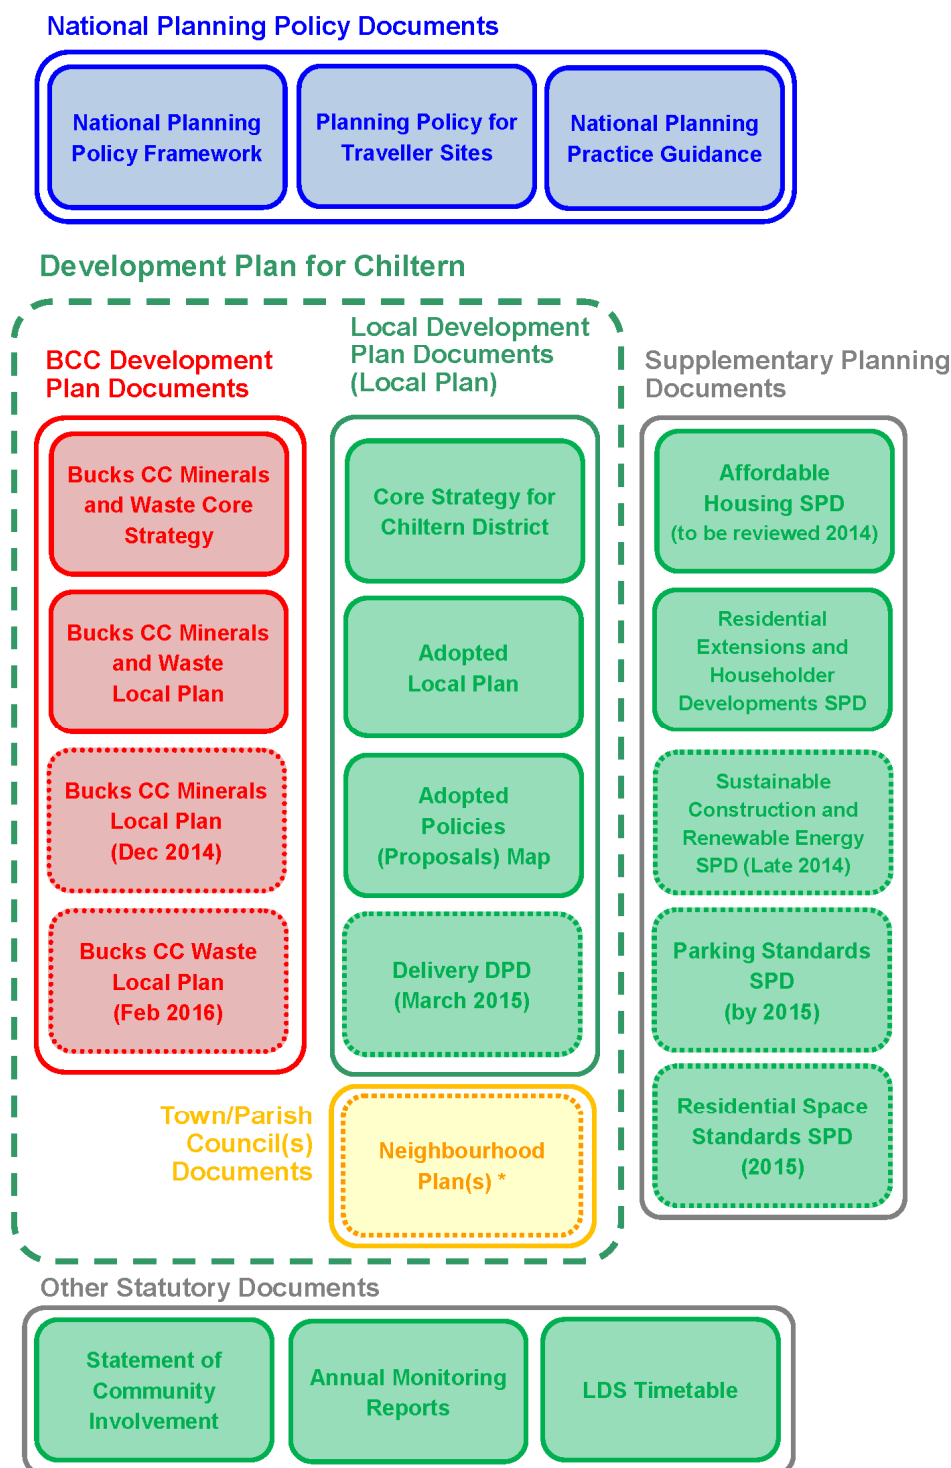 National Planning Policy Documents
National Planning
Policy Framework
Planning Policy for
Traveller Sites
National Planning
Practice Guidance
Development Plan for Chiltern
BCC Development
Plan Documents
Bucks CC Minerals
and Waste Core
Strategy
Bucks CC Minerals
and Waste
Local Plan
Bucks CC Minerals
Local Plan
(Dec 2014)
Bucks CC Waste
Local Plan
(Feb 2016)
Local Development
Plan Documents
(Local Plan)
Core Strategy for
Chiltern District
Adopted
Local Plan
Adopted
Policies
(Proposals) Map
Delivery DPD
(March 2015)
Town/Parish
Council(s)
Documents
Neighbourhood
Plan(s) *
Supplementary Planning
Documents
Affordable
Housing SPD
(to be reviewed 2014)
Residential
Extensions and
Householder
Developments SPD
Sustainable
Construction and
Renewable Energy
SPD (Late 2014)
Parking Standards
SPD
(by 2015)
Residential Space
Standards SPD
(2015)
Other Statutory Documents
Statement of
Community
Involvement
Annual Monitoring
Reports
LDS Timetable